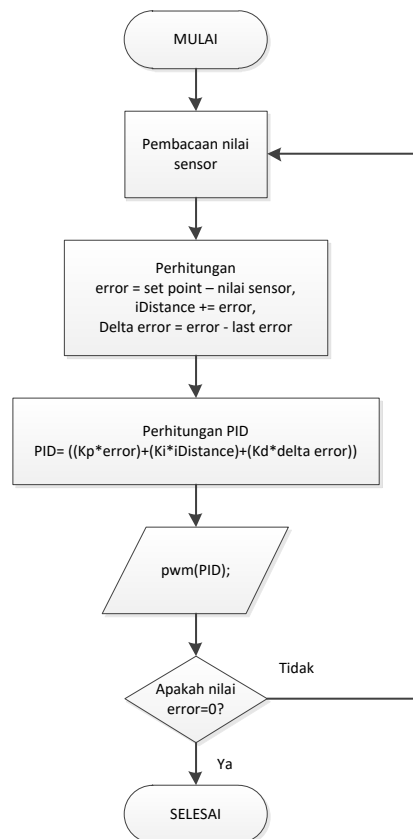 MULAI
Pembacaan nilai
sensor
Perhitungan
error = set point – nilai sensor,
iDistance += error,
Delta error = error - last error
Perhitungan PID
PID= ((Kp*error)+(Ki*iDistance)+(Kd*delta error))
pwm(PID);
Apakah nilai
error=0?
Tidak
Ya
SELESAI